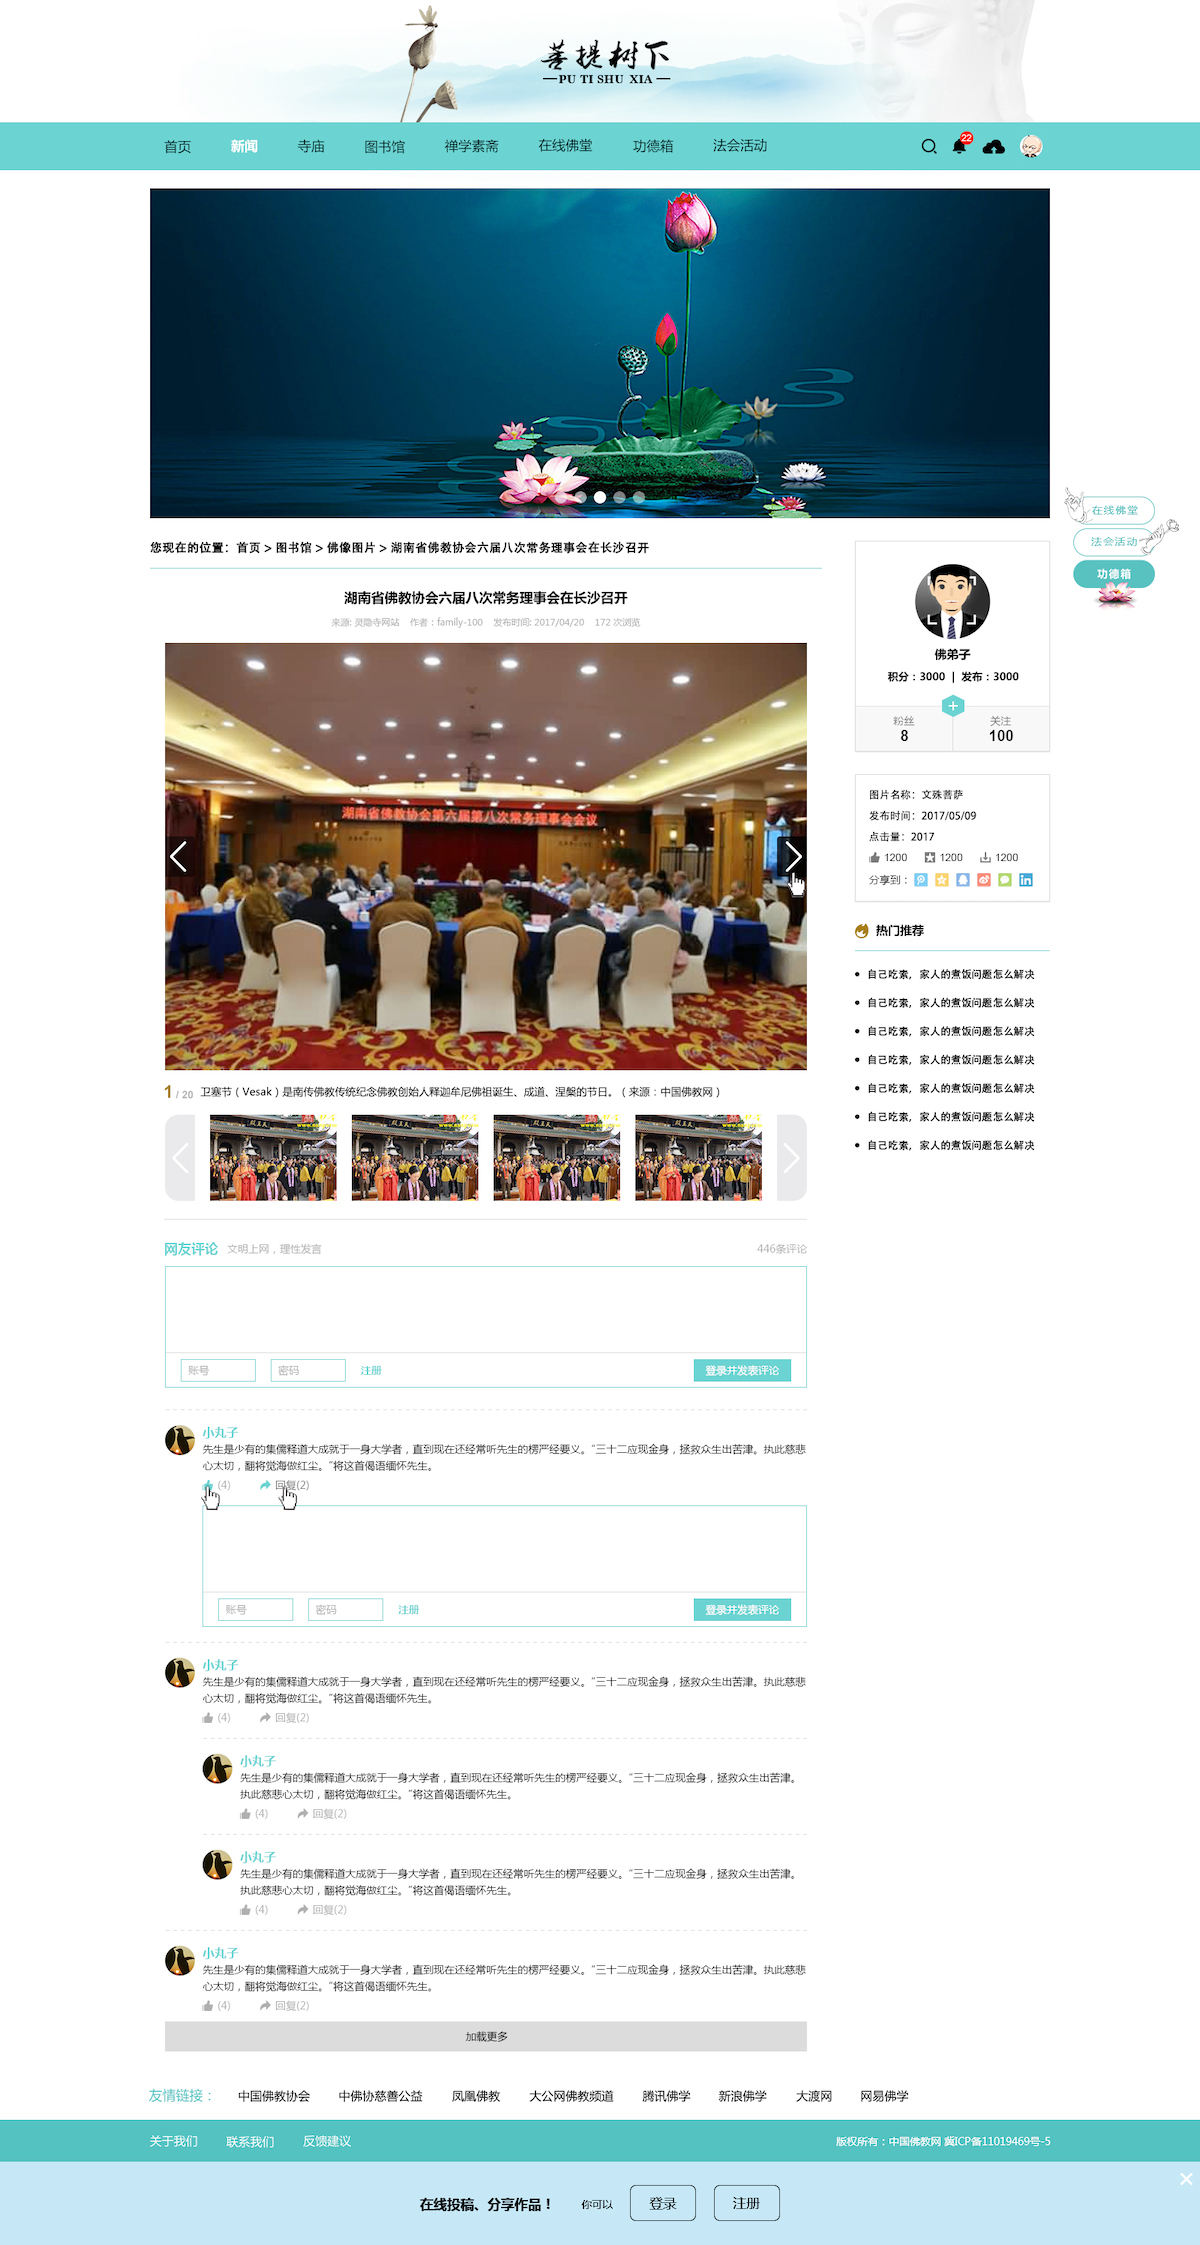 菩提树下
PU TI SHU XIA
首页 新闻 寺庙 图书馆 禅学素斋 在线佛堂 功德箱 法会活动 22
在线佛堂
法会活动
功德箱
您现在的位置：首页 > 图书馆 > 佛像图片 > 湖南省佛教协会六届八次常务理事会在长沙召开
湖南省佛教协会六届八次常务理事会在长沙召开
来源: 灵隐寺网站 作者：family-100 发布时间: 2017/04/20 172 次浏览
湖南省佛教协会第六届第八次常务理事会会议
1 / 20 卫塞节（Vesak）是南传佛教传统纪念佛教创始人释迦牟尼佛祖诞生、成道、涅槃的节日。（来源：中国佛教网）
佛弟子
积分：3000 | 发布：3000
粉丝 关注
8 100
图片名称：文殊菩萨
发布时间：2017/05/09
点击量：2017
1200 1200 1200
分享到：
热门推荐
自己吃素，家人的煮饭问题怎么解决
自己吃素，家人的煮饭问题怎么解决
自己吃素，家人的煮饭问题怎么解决
自己吃素，家人的煮饭问题怎么解决
自己吃素，家人的煮饭问题怎么解决
自己吃素，家人的煮饭问题怎么解决
自己吃素，家人的煮饭问题怎么解决
网友评论 文明上网，理性发言 446条评论
账号 密码 注册 登录并发表评论
小丸子
先生是少有的集儒释道大成就于一身大学者，直到现在还经常听先生的楞严经要义。“三十二应现金身，拯救众生出苦津。执此慈悲
心太切，翻将觉海做红尘。”将这首偈语缅怀先生。
(4) 回复(2)
账号 密码 注册 登录并发表评论
小丸子
先生是少有的集儒释道大成就于一身大学者，直到现在还经常听先生的楞严经要义。“三十二应现金身，拯救众生出苦津。执此慈悲
心太切，翻将觉海做红尘。”将这首偈语缅怀先生。
(4) 回复(2)
小丸子
先生是少有的集儒释道大成就于一身大学者，直到现在还经常听先生的楞严经要义。“三十二应现金身，拯救众生出苦津。
执此慈悲心太切，翻将觉海做红尘。”将这首偈语缅怀先生。
(4) 回复(2)
小丸子
先生是少有的集儒释道大成就于一身大学者，直到现在还经常听先生的楞严经要义。“三十二应现金身，拯救众生出苦津。
执此慈悲心太切，翻将觉海做红尘。”将这首偈语缅怀先生。
(4) 回复(2)
小丸子
先生是少有的集儒释道大成就于一身大学者，直到现在还经常听先生的楞严经要义。“三十二应现金身，拯救众生出苦津。执此慈悲
心太切，翻将觉海做红尘。”将这首偈语缅怀先生。
(4) 回复(2)
加载更多
友情链接： 中国佛教协会 中佛协慈善公益 凤凰佛教 大公网佛教频道 腾讯佛学 新浪佛学 大渡网 网易佛学
关于我们 联系我们 反馈建议 版权所有：中国佛教网 冀ICP备11019469号-5
在线投稿、分享作品！ 你可以 登录 注册